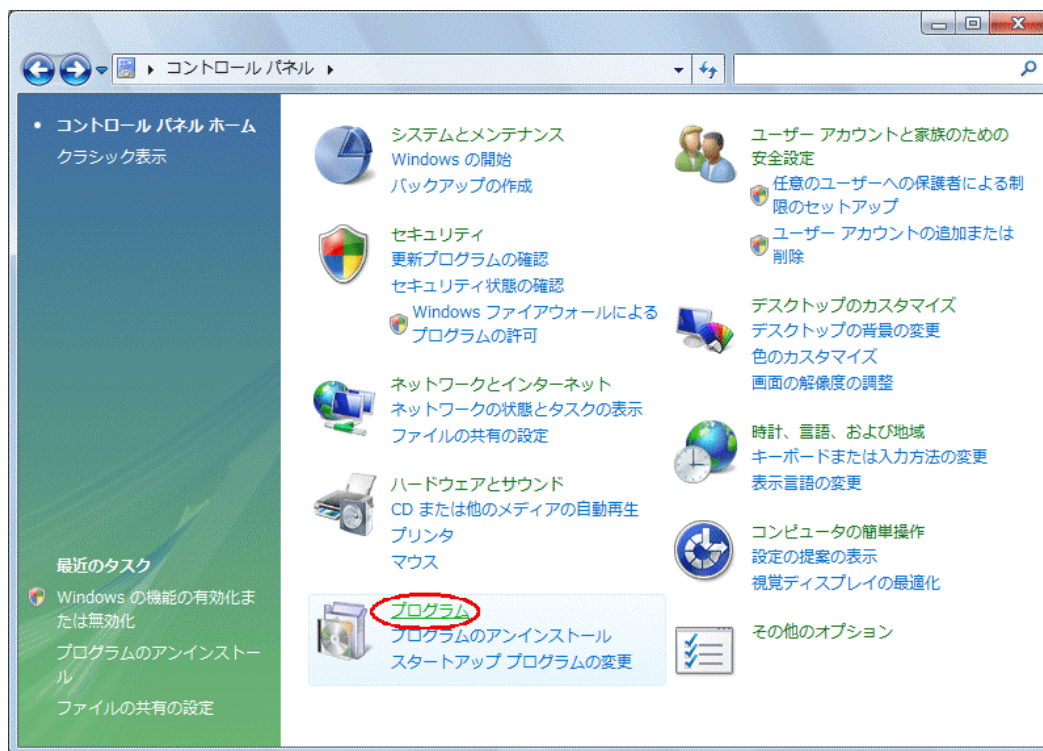 コントロール パネル
コントロール パネル ホーム
クラシック表示
最近のタスク
Windows の機能の有効化ま
たは無効化
プログラムのアンインストー
ル
ファイルの共有の設定
システムとメンテナンス
Windows の開始
バックアップの作成
セキュリティ
更新プログラムの確認
セキュリティ状態の確認
Windows ファイアウォールによる
プログラムの許可
ネットワークとインターネット
ネットワークの状態とタスクの表示
ファイルの共有の設定
ハードウェアとサウンド
CD または他のメディアの自動再生
プリンタ
マウス
プログラム
プログラムのアンインストール
スタートアップ プログラムの変更
ユーザー アカウントと家族のための
安全設定
任意のユーザーへの保護者による制
限のセットアップ
ユーザー アカウントの追加または
削除
デスクトップのカスタマイズ
デスクトップの背景の変更
色のカスタマイズ
画面の解像度の調整
時計、言語、および地域
キーボードまたは入力方法の変更
表示言語の変更
コンピュータの簡単操作
設定の提案の表示
視覚ディスプレイの最適化
その他のオプション